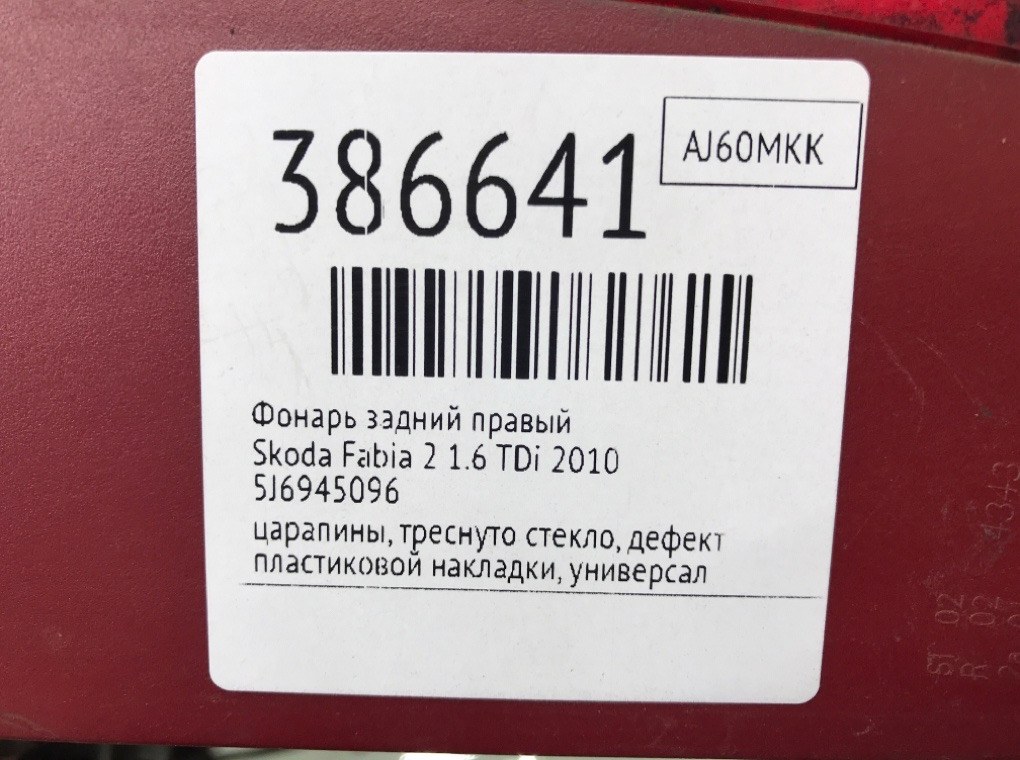 386641
AJ60MKK
Фонарь задний правый
Skoda Fabia 2 1.6 TDi 2010
5J6945096
царапины, треснуто стекло, дефект
пластиковой накладки, универсал